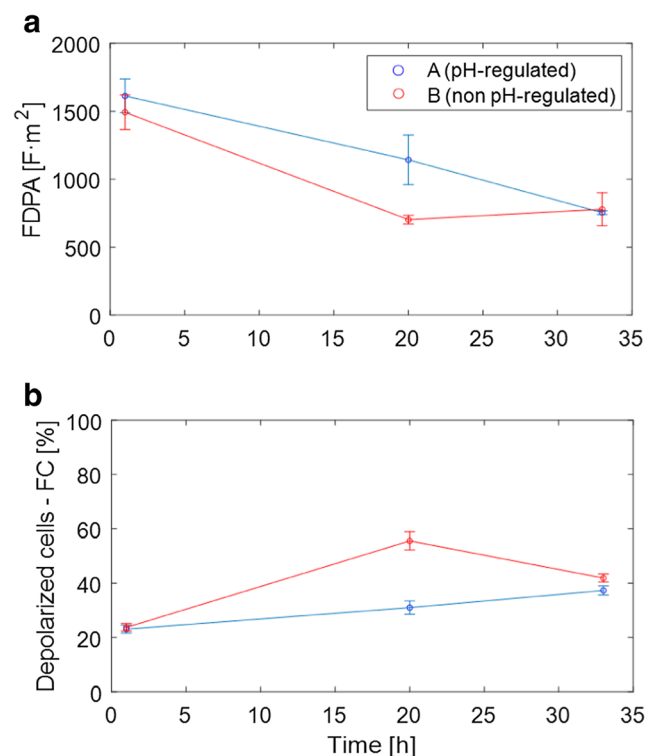 a
2000
1500
1000
500
0
FDPA [F·m²]
A (pH-regulated)
B (non pH-regulated)
0 5 10 15 20 25 30 35
b
100
80
60
40
20
0
Depolarized cells - FC [%]
0 5 10 15 20 25 30 35
Time [h]